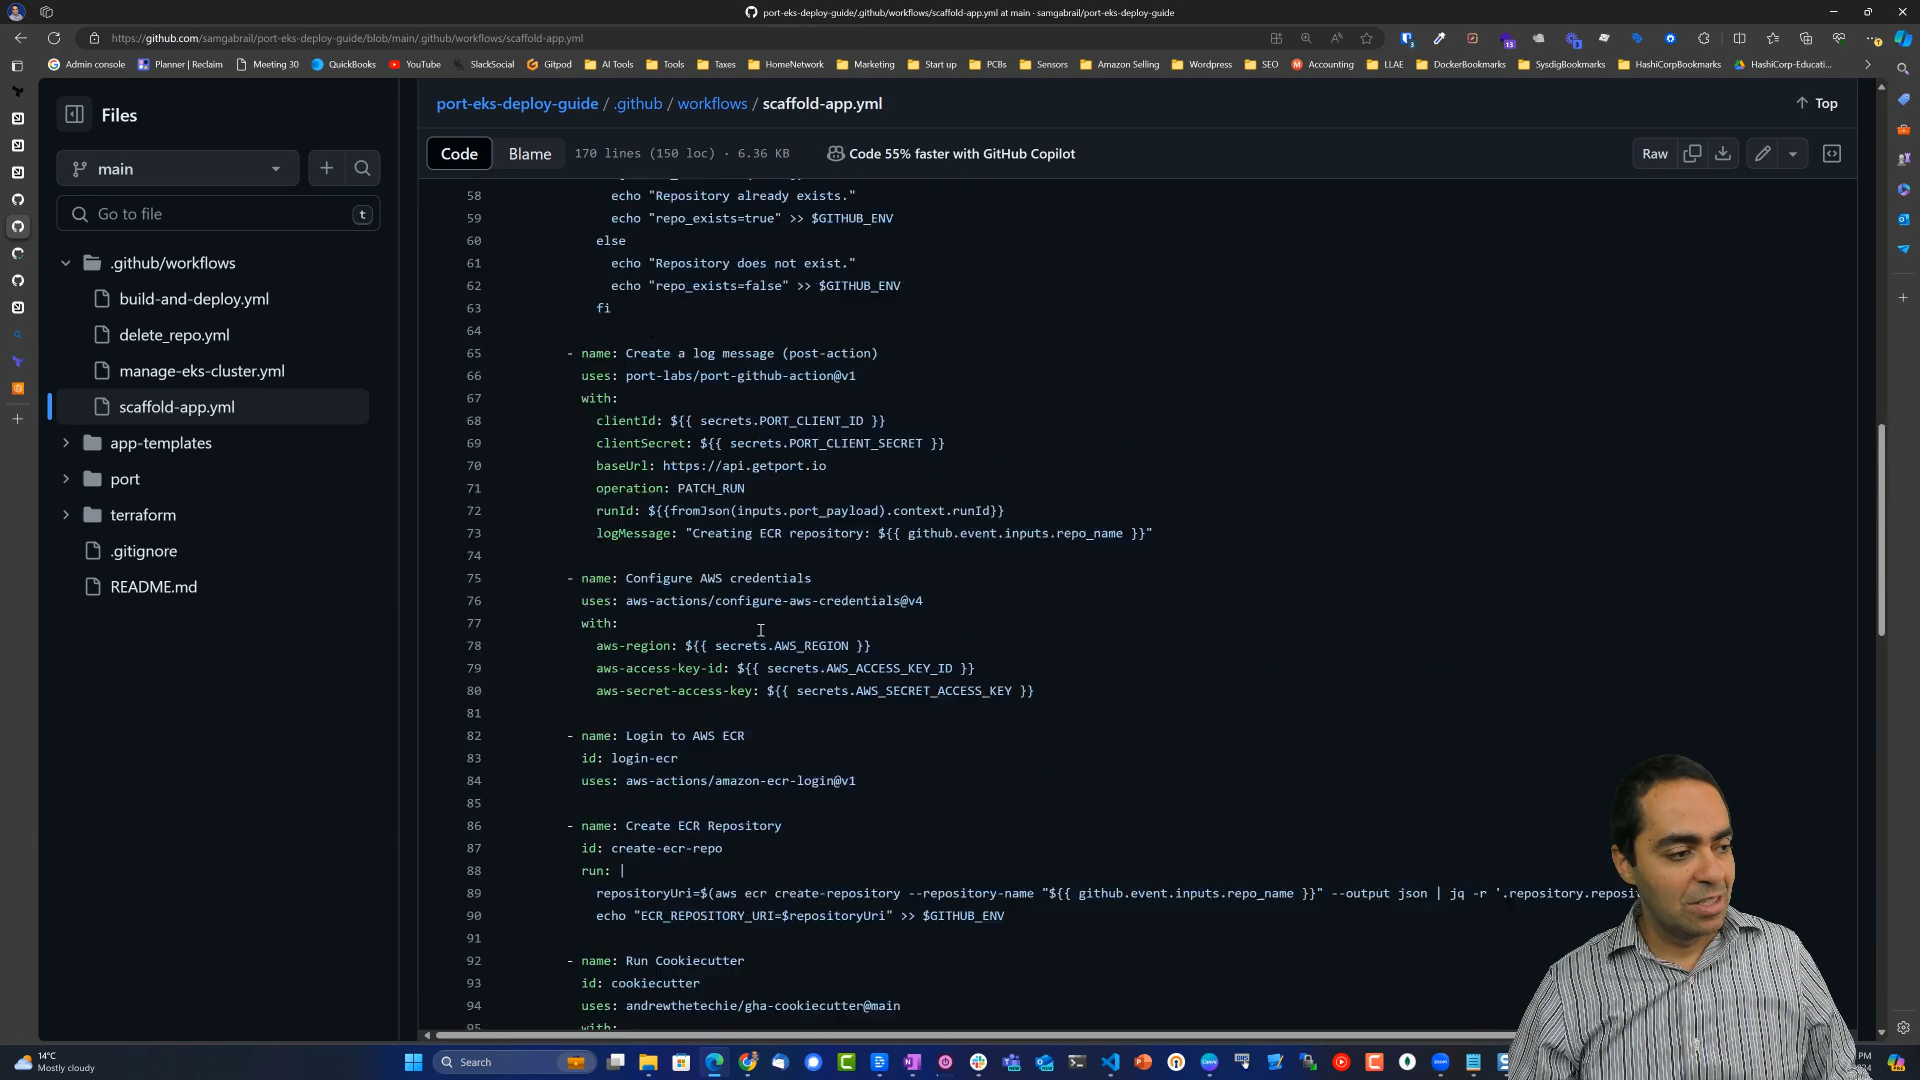 port-eks-deploy-guide/.github/workflows/scaffold-app.yml at main · samgabrail/port-eks-deploy-guide
https://github.com/samgabrail/port-eks-deploy-guide/blob/main/.github/workflows/scaffold-app.yml
Admin console
Planner | Reclaim
Meeting 30
QuickBooks
YouTube
SlackSocial
Gitpod
AI Tools
Tools
Taxes
HomeNetwork
Marketing
Start up
PCBs
Sensors
Amazon Selling
Wordpress
SEO
Accounting
LLAE
DockerBookmarks
SysdigBookmarks
HashiCorpBookmarks
HashiCorp-Educati...
Files
main
Go to file
t
.github/workflows
build-and-deploy.yml
delete_repo.yml
manage-eks-cluster.yml
scaffold-app.yml
app-templates
port
terraform
.gitignore
README.md
port-eks-deploy-guide / .github / workflows / scaffold-app.yml
Top
Code
Blame
170 lines (150 loc) · 6.36 KB
Code 55% faster with GitHub Copilot
Raw
58 echo "Repository already exists."
59 echo "repo_exists=true" >> $GITHUB_ENV
60 else
61 echo "Repository does not exist."
62 echo "repo_exists=false" >> $GITHUB_ENV
63 fi
64
65 - name: Create a log message (post-action)
66 uses: port-labs/port-github-action@v1
67 with:
68 clientId: ${{ secrets.PORT_CLIENT_ID }}
69 clientSecret: ${{ secrets.PORT_CLIENT_SECRET }}
70 baseUrl: https://api.getport.io
71 operation: PATCH_RUN
72 runId: ${{fromJson(inputs.port_payload).context.runId}}
73 logMessage: "Creating ECR repository: ${{ github.event.inputs.repo_name }}"
74
75 - name: Configure AWS credentials
76 uses: aws-actions/configure-aws-credentials@v4
77 with:
78 aws-region: ${{ secrets.AWS_REGION }}
79 aws-access-key-id: ${{ secrets.AWS_ACCESS_KEY_ID }}
80 aws-secret-access-key: ${{ secrets.AWS_SECRET_ACCESS_KEY }}
81
82 - name: Login to AWS ECR
83 id: login-ecr
84 uses: aws-actions/amazon-ecr-login@v1
85
86 - name: Create ECR Repository
87 id: create-ecr-repo
88 run: |
89 repositoryUri=$(aws ecr create-repository --repository-name "${{ github.event.inputs.repo_name }}" --output json | jq -r '.repository.reposi
90 echo "ECR_REPOSITORY_URI=$repositoryUri" >> $GITHUB_ENV
91
92 - name: Run Cookiecutter
93 id: cookiecutter
94 uses: andrewthetechie/gha-cookiecutter@main
95 with:
14°C
Mostly cloudy
Search
PM